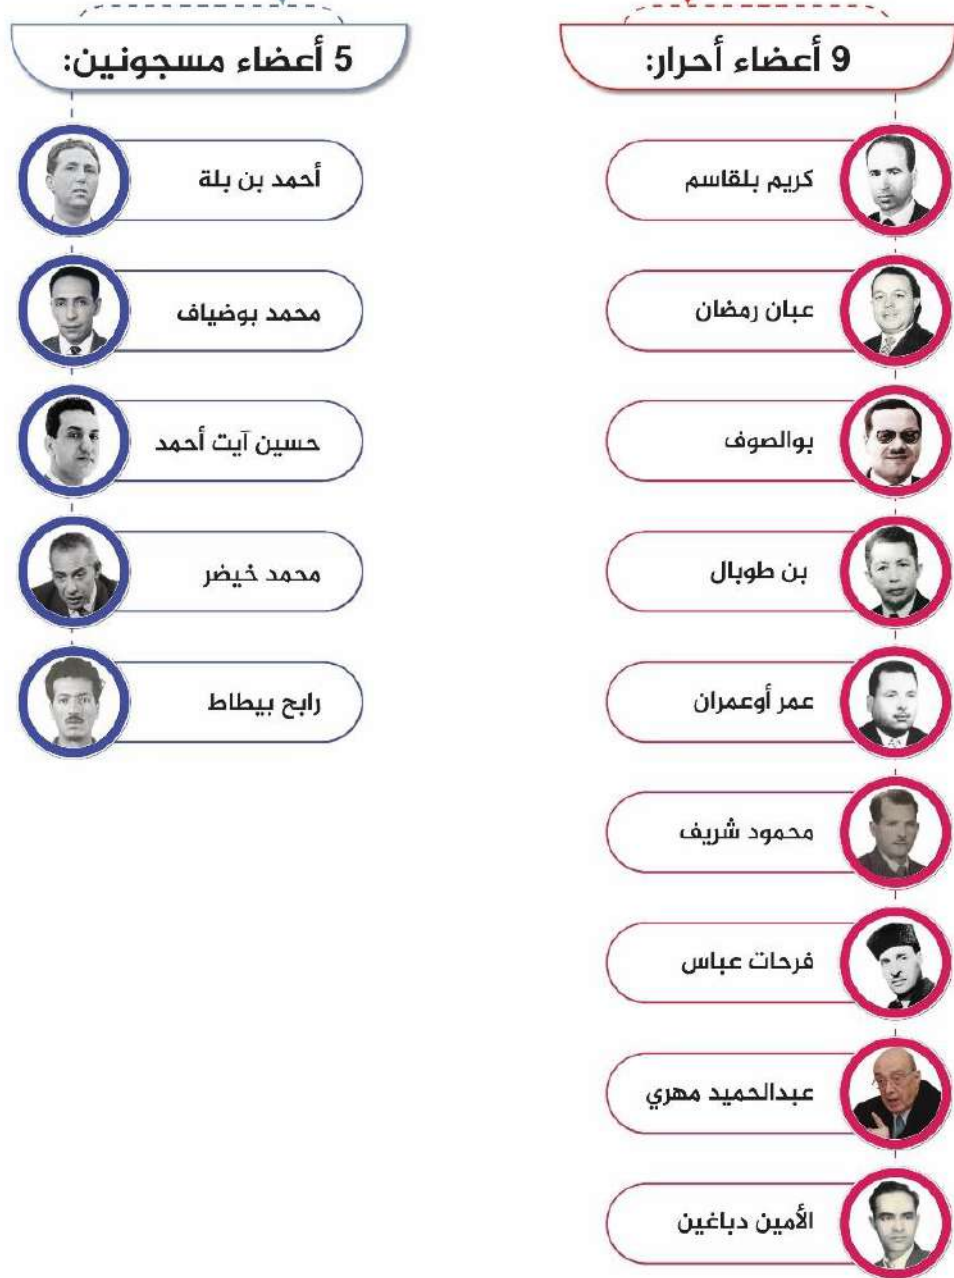 9 أعضاء أحرار:
كريم بلقاسم
عبان رمضان
بوالصوف
بن طوبال
عمر أوعمران
محمود شريف
فرحات عباس
عبدالحميد مهري
الأمين دباغين
5 أعضاء مسجونين:
أحمد بن بلة
محمد بوضياف
حسين آيت أحمد
محمد خيضر
رابح بيطاط